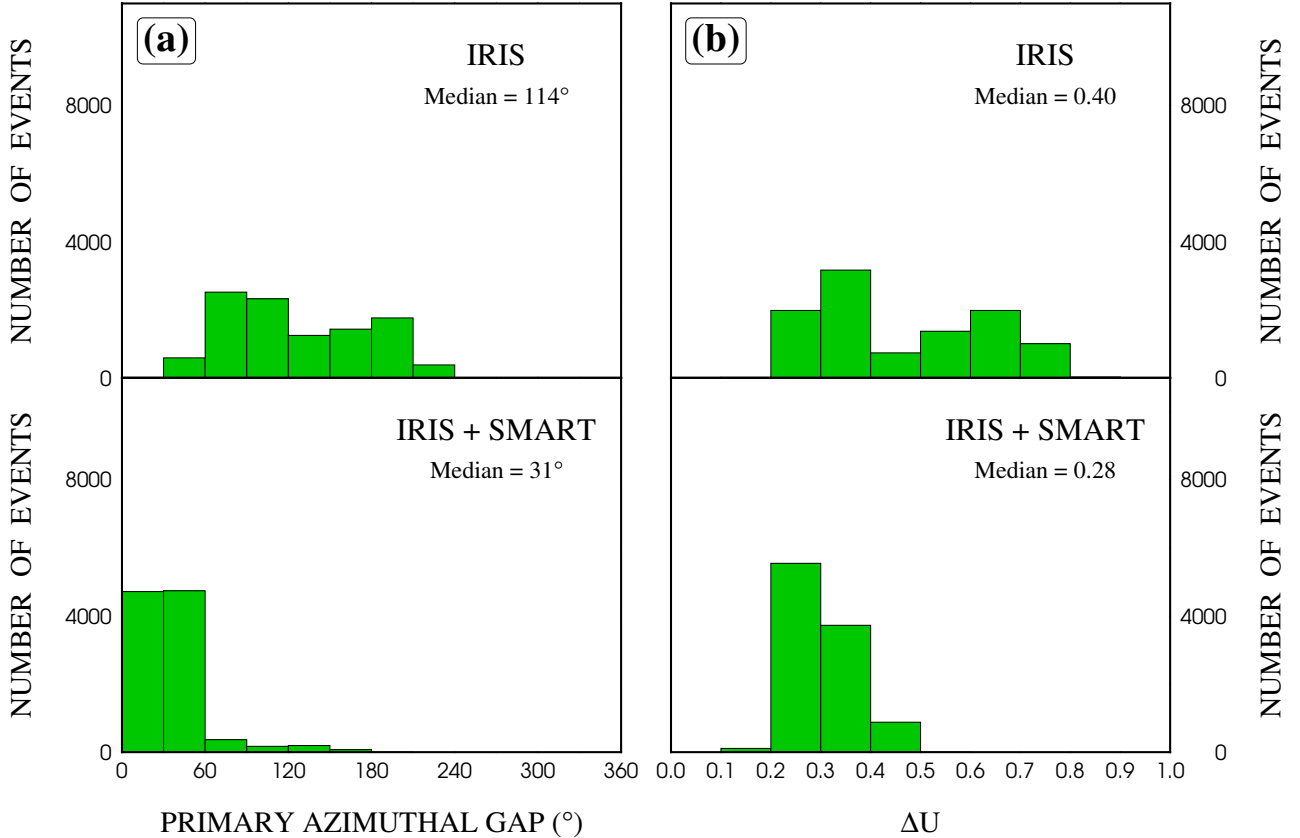 (a)
IRIS
Median = 114°
NUMBER OF EVENTS
8000
4000
0
(b)
IRIS
Median = 0.40
NUMBER OF EVENTS
8000
4000
0
IRIS + SMART
Median = 31°
NUMBER OF EVENTS
8000
4000
0
0 60 120 180 240 300 360
PRIMARY AZIMUTHAL GAP (°)
IRIS + SMART
Median = 0.28
NUMBER OF EVENTS
8000
4000
0
0.0 0.1 0.2 0.3 0.4 0.5 0.6 0.7 0.8 0.9 1.0
ΔU